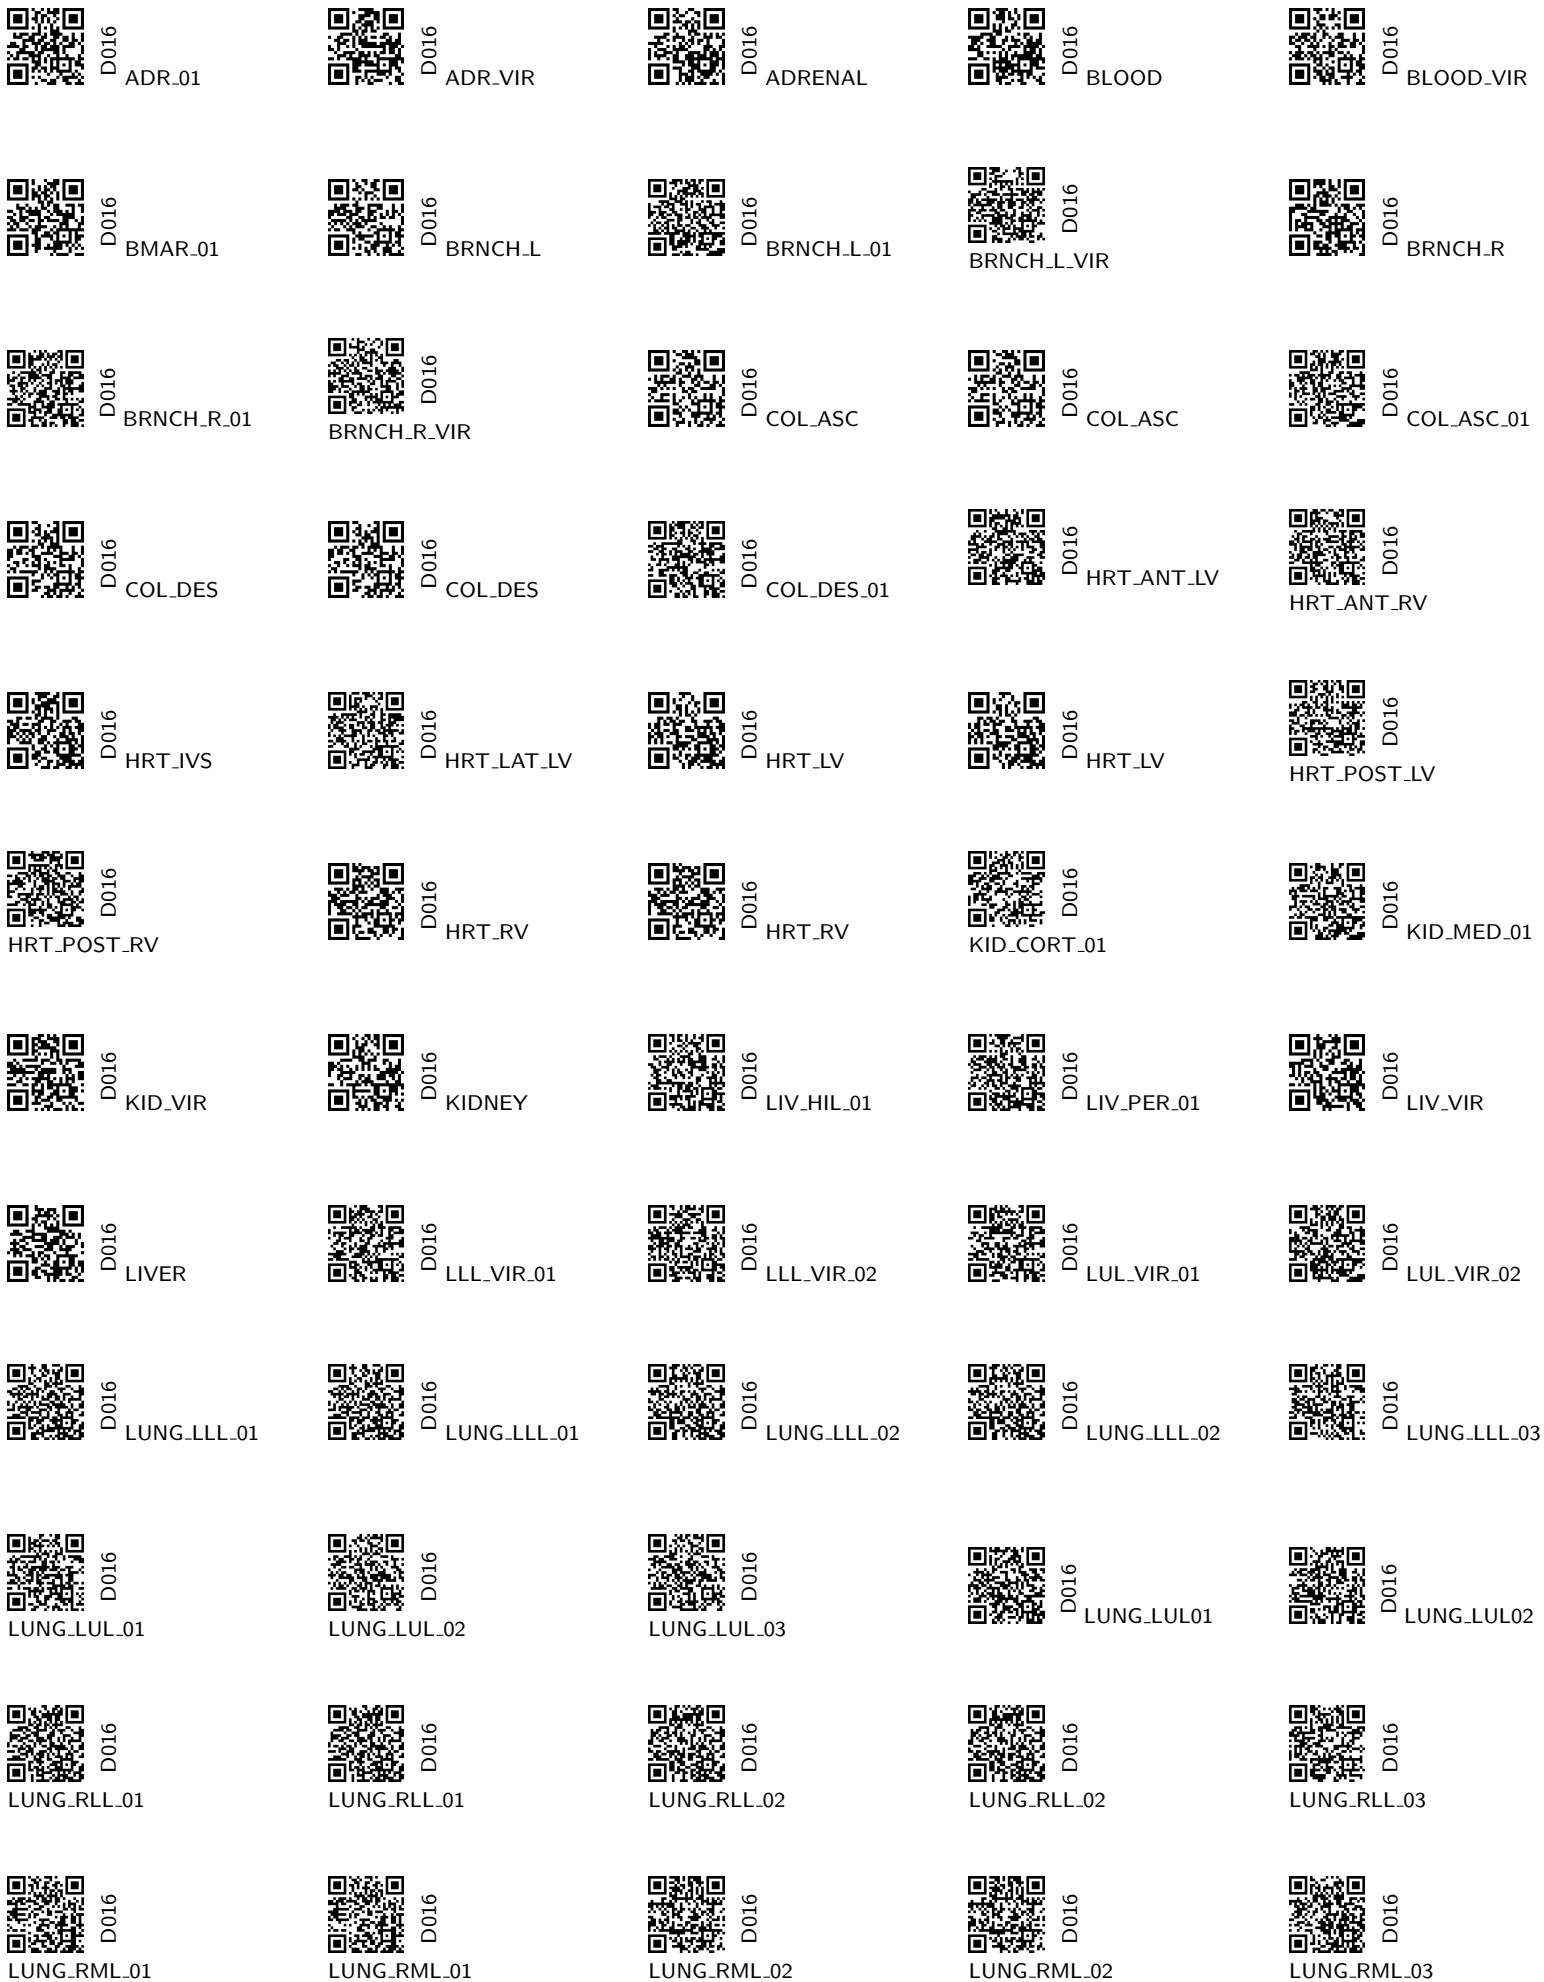 D016 ADR_01
D016 ADR_VIR
D016 ADRENAL
D016 BLOOD
D016 BLOOD_VIR
D016 BMAR_01
D016 BRNCH_L
D016 BRNCH_L_01
D016
BRNCH_L_VIR
D016 BRNCH_R
D016 BRNCH_R_01
D016
BRNCH_R_VIR
D016 COL_ASC
D016 COL_ASC
D016 COL_ASC_01
D016 COL_DES
D016 COL_DES
D016 COL_DES_01
D016 HRT_ANT_LV
D016
HRT_ANT_RV
D016 HRT_IVS
D016 HRT_LAT_LV
D016 HRT_LV
D016 HRT_LV
D016
HRT_POST_LV
D016
HRT_POST_RV
D016 HRT_RV
D016 HRT_RV
D016
KID_CORT_01
D016 KID_MED_01
D016 KID_VIR
D016 KIDNEY
D016 LIV_HIL_01
D016 LIV_PER_01
D016 LIV_VIR
D016 LIVER
D016 LLL_VIR_01
D016 LLL_VIR_02
D016 LUL_VIR_01
D016 LUL_VIR_02
D016 LUNG_LLL_01
D016 LUNG_LLL_01
D016 LUNG_LLL_02
D016 LUNG_LLL_02
D016 LUNG_LLL_03
D016
LUNG_LUL_01
D016
LUNG_LUL_02
D016
LUNG_LUL_03
D016 LUNG_LUL01
D016 LUNG_LUL02
D016
LUNG_RLL_01
D016
LUNG_RLL_01
D016
LUNG_RLL_02
D016
LUNG_RLL_02
D016
LUNG_RLL_03
D016
LUNG_RML_01
D016
LUNG_RML_01
D016
LUNG_RML_02
D016
LUNG_RML_02
D016
LUNG_RML_03